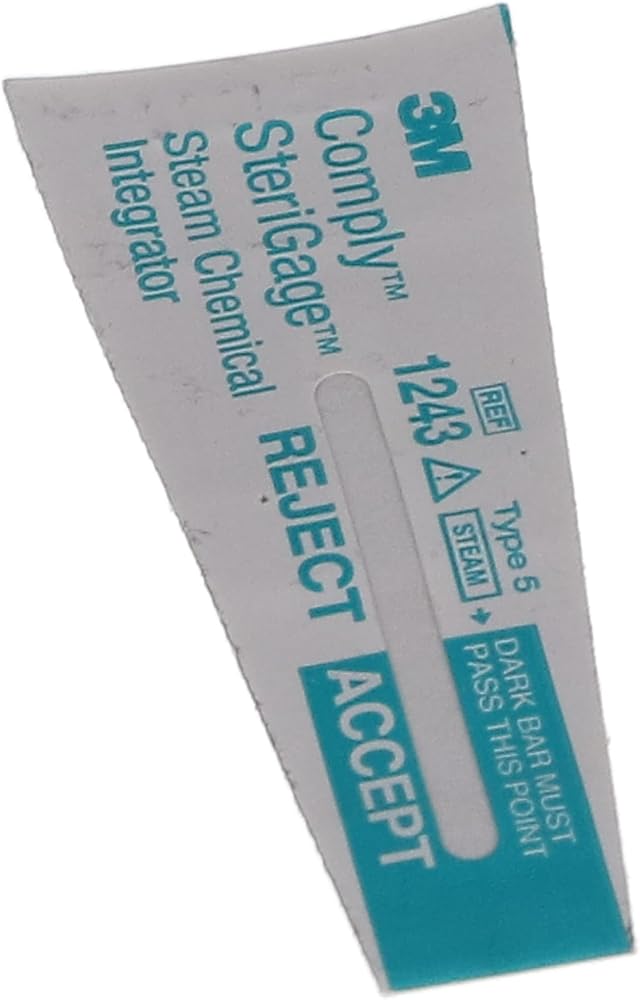 3M
Comply™
SteriGage™
Steam Chemical
Integrator
REF
1243
Type 5
STEAM
REJECT
ACCEPT
DARK BAR MUST
PASS THIS POINT